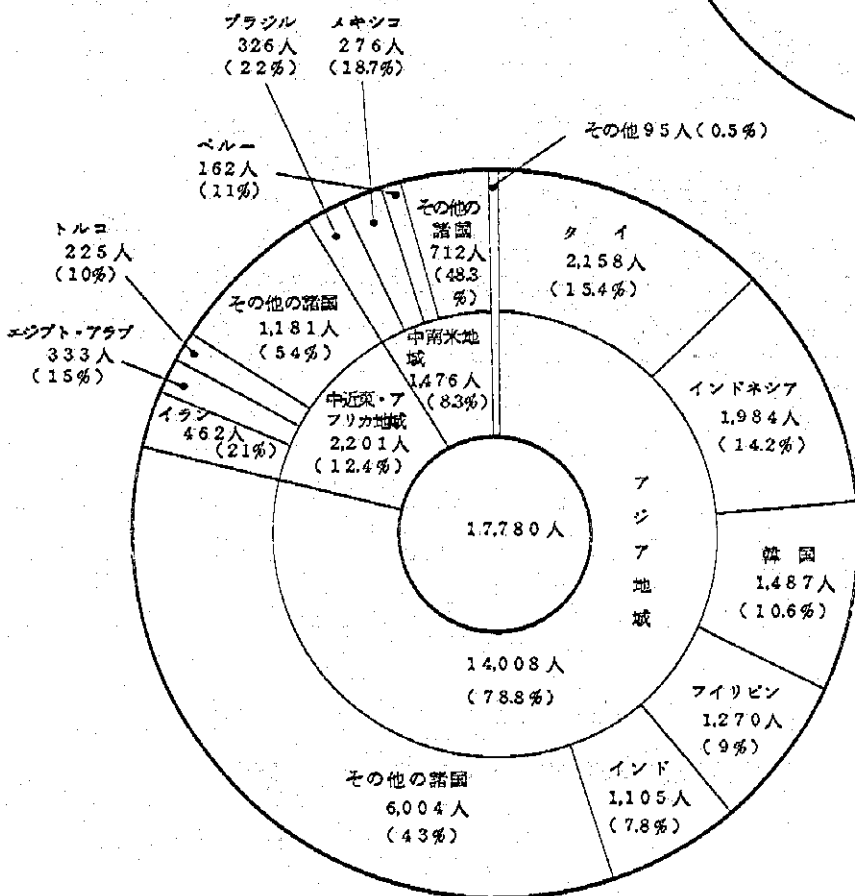 ブラジル
326人
(22%)
メキシコ
276人
(18.7%)
ペルー
162人
(11%)
その他95人(0.5%)
トルコ
225人
(10%)
エジプト・アラブ
333人
(15%)
イラン
462人
(21%)
その他の諸国
1,181人
(54%)
その他の
諸国
712人
(48.3
%)
タイ
2,158人
(15.4%)
インドネシア
1,984人
(14.2%)
韓国
1,487人
(10.6%)
フイリピン
1,270人
(9%)
インド
1,105人
(7.8%)
その他の諸国
6,004人
(43%)
中南米地
域
1,476人
(8.3%)
中近東・ア
フリカ地域
2,201人
(12.4%)
アジア地域
14,008人
(78.8%)
17,780人